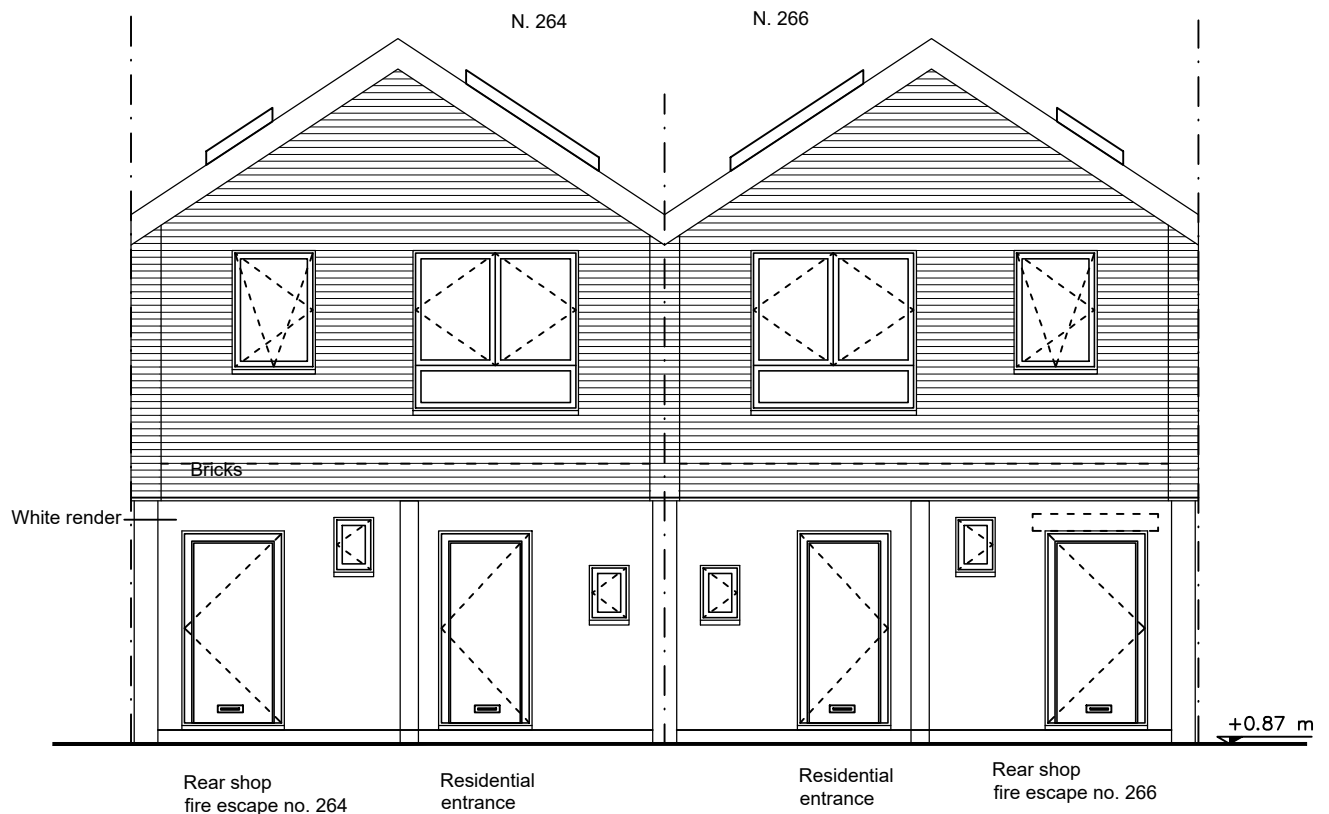 N. 264
N. 266
Bricks
White render
+0.87 m
Rear shop
fire escape no. 264
Residential
entrance
Residential
entrance
Rear shop
fire escape no. 266